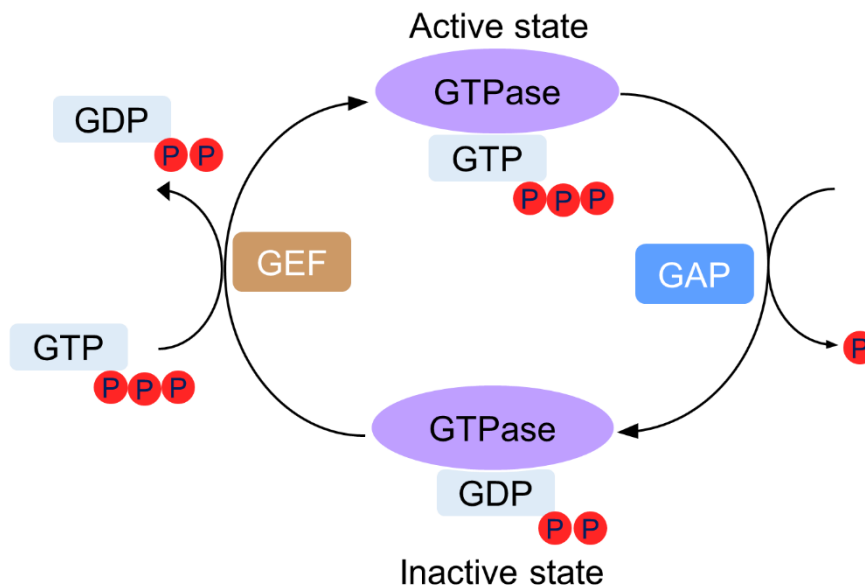 Active state
GTPase
GDP
P P
GTP
P P P
GEF
GAP
GTP
P P P
P
GTPase
GDP
P P
Inactive state